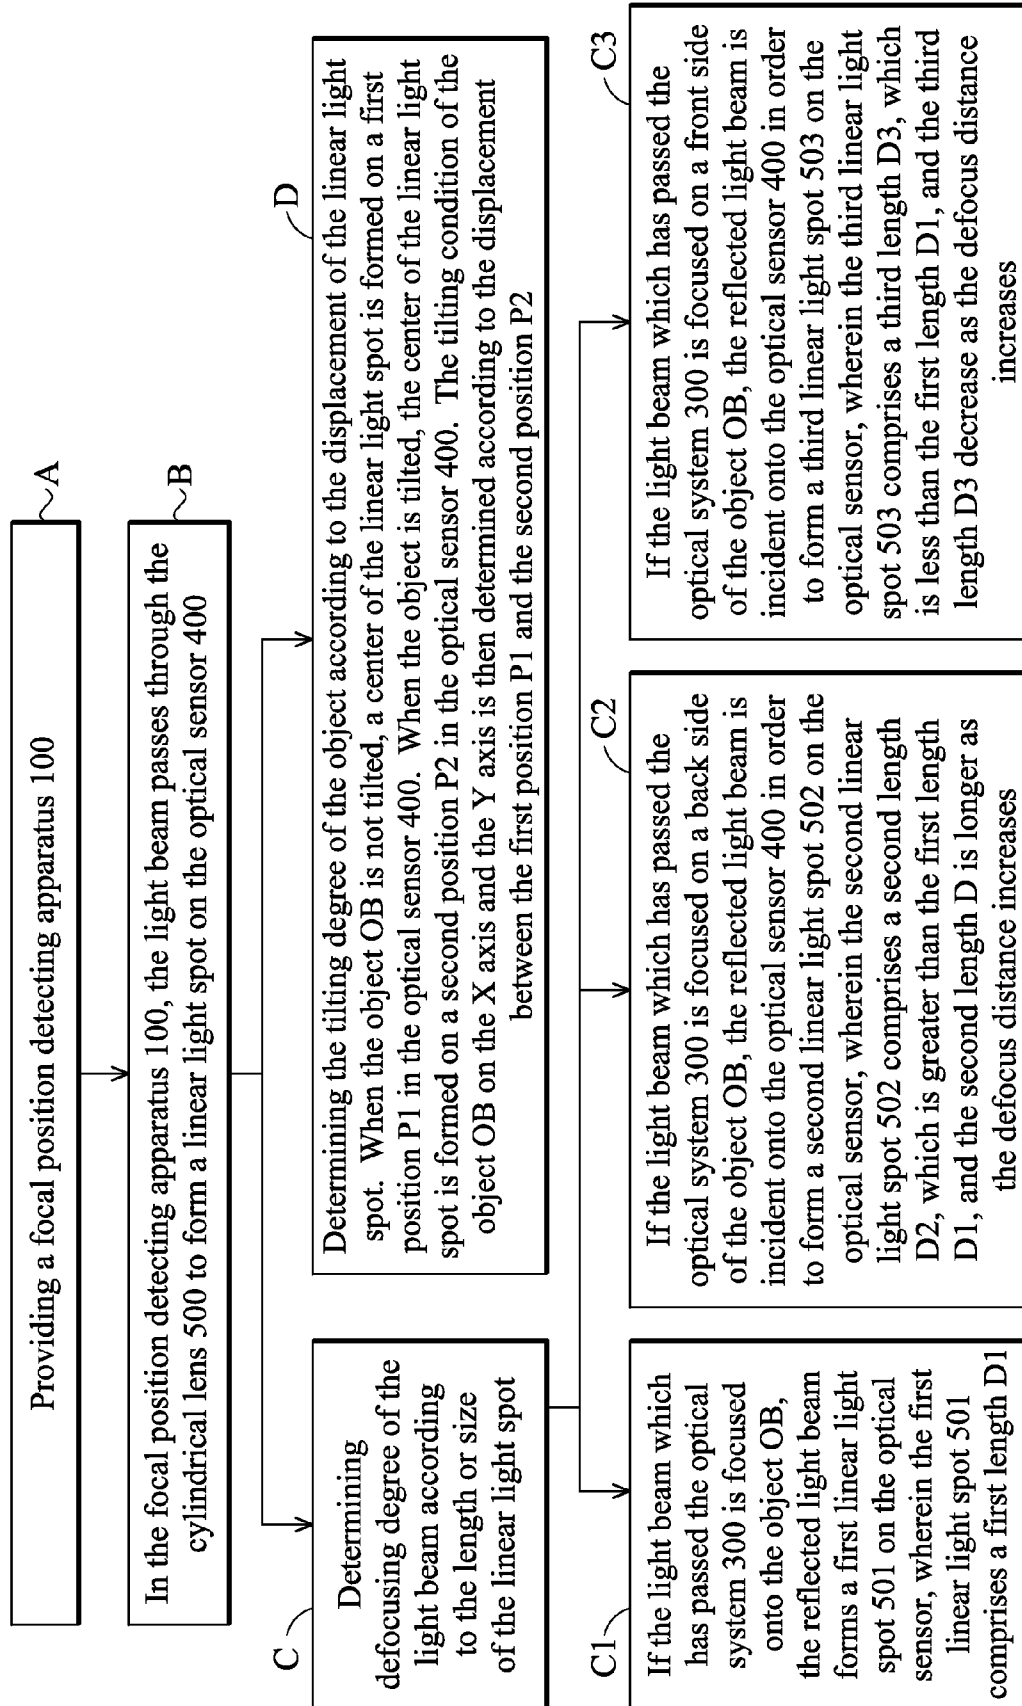 Providing a focal position detecting apparatus 100
A
In the focal position detecting apparatus 100, the light beam passes through the
cylindrical lens 500 to form a linear light spot on the optical sensor 400
B
C
Determining
defocusing degree of the
light beam according
to the length or size
of the linear light spot
Determining the tilting degree of the object according to the displacement of the linear light
spot. When the object OB is not tilted, a center of the linear light spot is formed on a first
position P1 in the optical sensor 400. When the object is tilted, the center of the linear light
spot is formed on a second position P2 in the optical sensor 400. The tilting condition of the
object OB on the X axis and the Y axis is then determined according to the displacement
between the first position P1 and the second position P2
D
C1
If the light beam which
has passed the optical
system 300 is focused
onto the object OB,
the reflected light beam
forms a first linear light
spot 501 on the optical
sensor, wherein the first
linear light spot 501
comprises a first length D1
C2
If the light beam which has passed the
optical system 300 is focused on a back side
of the object OB, the reflected light beam is
incident onto the optical sensor 400 in order
to form a second linear light spot 502 on the
optical sensor, wherein the second linear
light spot 502 comprises a second length
D2, which is greater than the first length
D1, and the second length D is longer as
the defocus distance increases
C3
If the light beam which has passed the
optical system 300 is focused on a front side
of the object OB, the reflected light beam is
incident onto the optical sensor 400 in order
to form a third linear light spot 503 on the
optical sensor, wherein the third linear light
spot 503 comprises a third length D3, which
is less than the first length D1, and the third
length D3 decrease as the defocus distance
increases